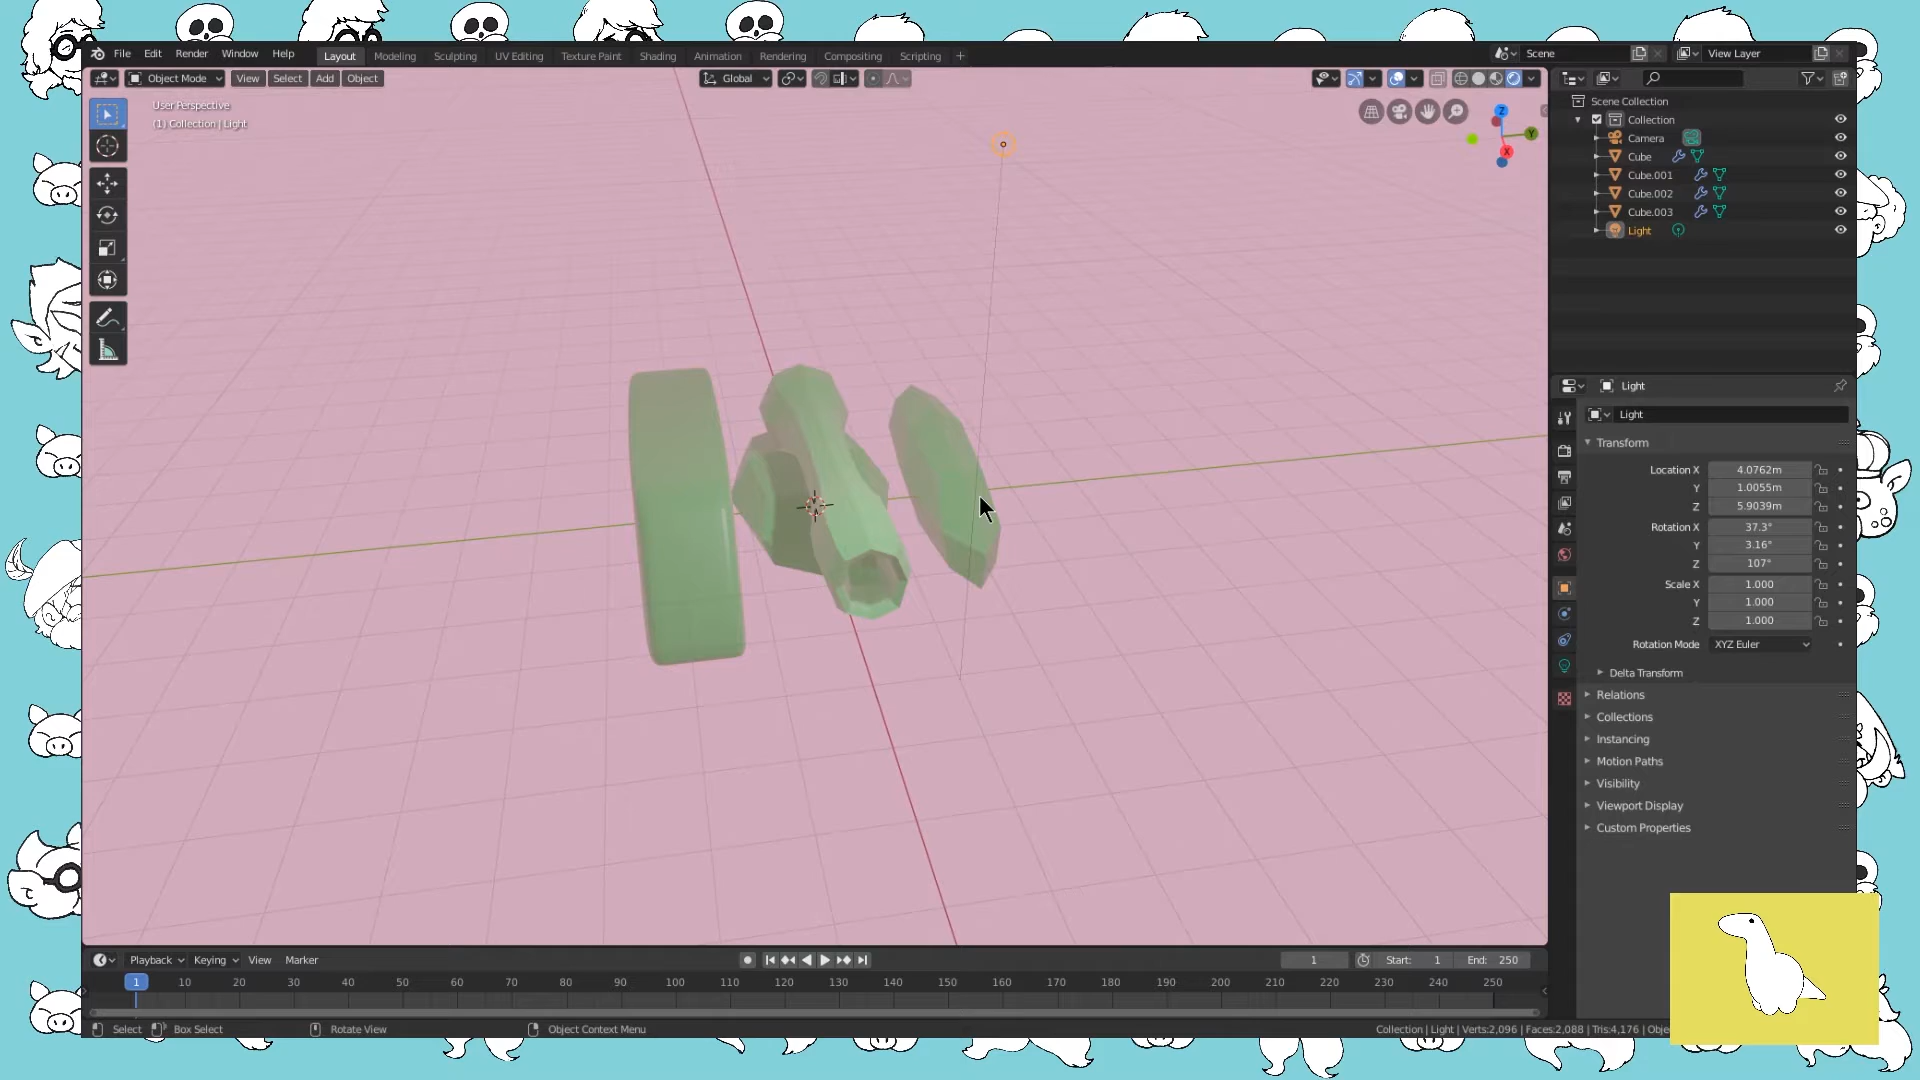 File Edit Render Window Help Layout Modeling Sculpting UV Editing Texture Paint Shading Animation Rendering Compositing Scripting + Scene View Layer
Object Mode View Select Add Object Global
User Perspective
(1) Collection | Light
Z
Y
X
Scene Collection
Collection
Camera
Cube
Cube.001
Cube.002
Cube.003
Light
Light
Light
Transform
Location X 4.0762m
Y 1.0055m
Z 5.9039m
Rotation X 37.3°
Y 3.16°
Z 107°
Scale X 1.000
Y 1.000
Z 1.000
Rotation Mode XYZ Euler
Delta Transform
Relations
Collections
Instancing
Motion Paths
Visibility
Viewport Display
Custom Properties
Playback Keying View Marker 1 Start: 1 End: 250
1 10 20 30 40 50 60 70 80 90 100 110 120 130 140 150 160 170 180 190 200 210 220 230 240 250
Select Box Select Rotate View Object Context Menu Collection | Light | Verts:2,096 | Faces:2,088 | Tris:4,176 | Obje